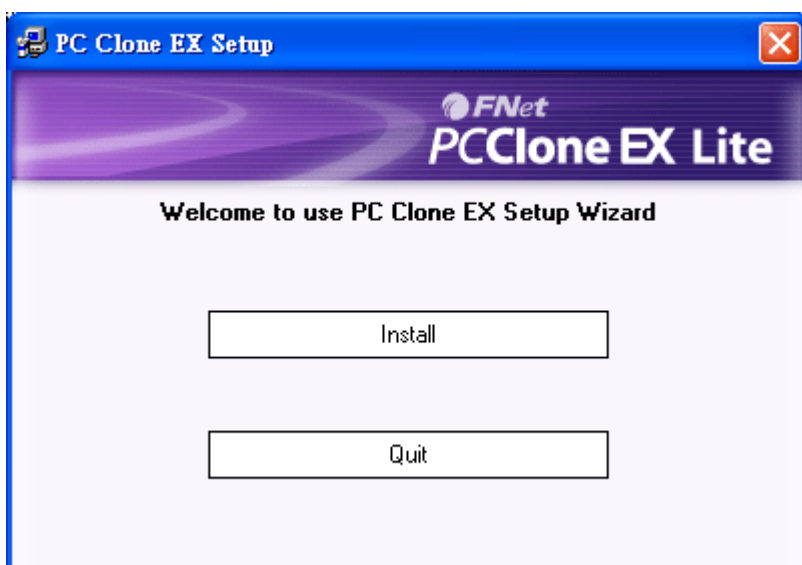 PC Clone EX Setup
FNet
PCClone EX Lite
Welcome to use PC Clone EX Setup Wizard
Install
Quit